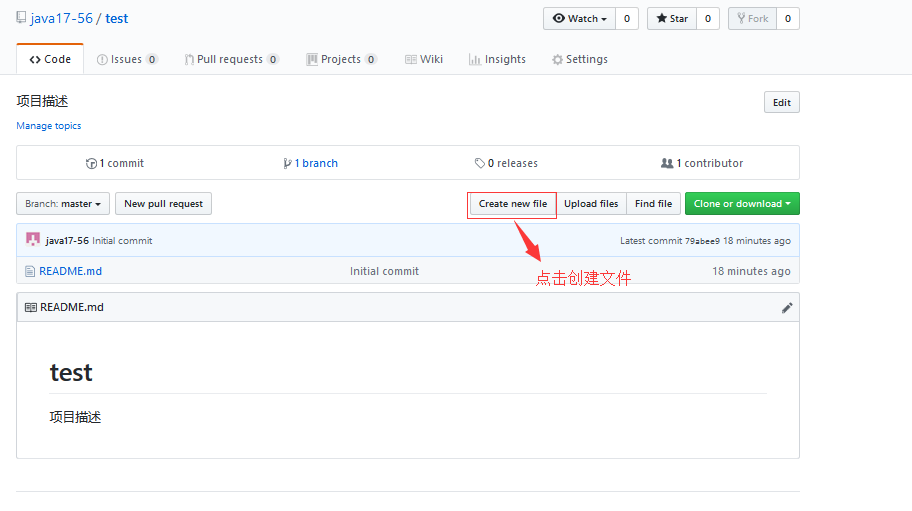 java17-56 / test Watch 0 Star 0 Fork 0
Code Issues 0 Pull requests 0 Projects 0 Wiki Insights Settings
项目描述 Edit
Manage topics
1 commit 1 branch 0 releases 1 contributor
Branch: master New pull request Create new file Upload files Find file Clone or download
java17-56 Initial commit Latest commit 79abee9 18 minutes ago
README.md Initial commit 18 minutes ago
点击创建文件
README.md
test
项目描述